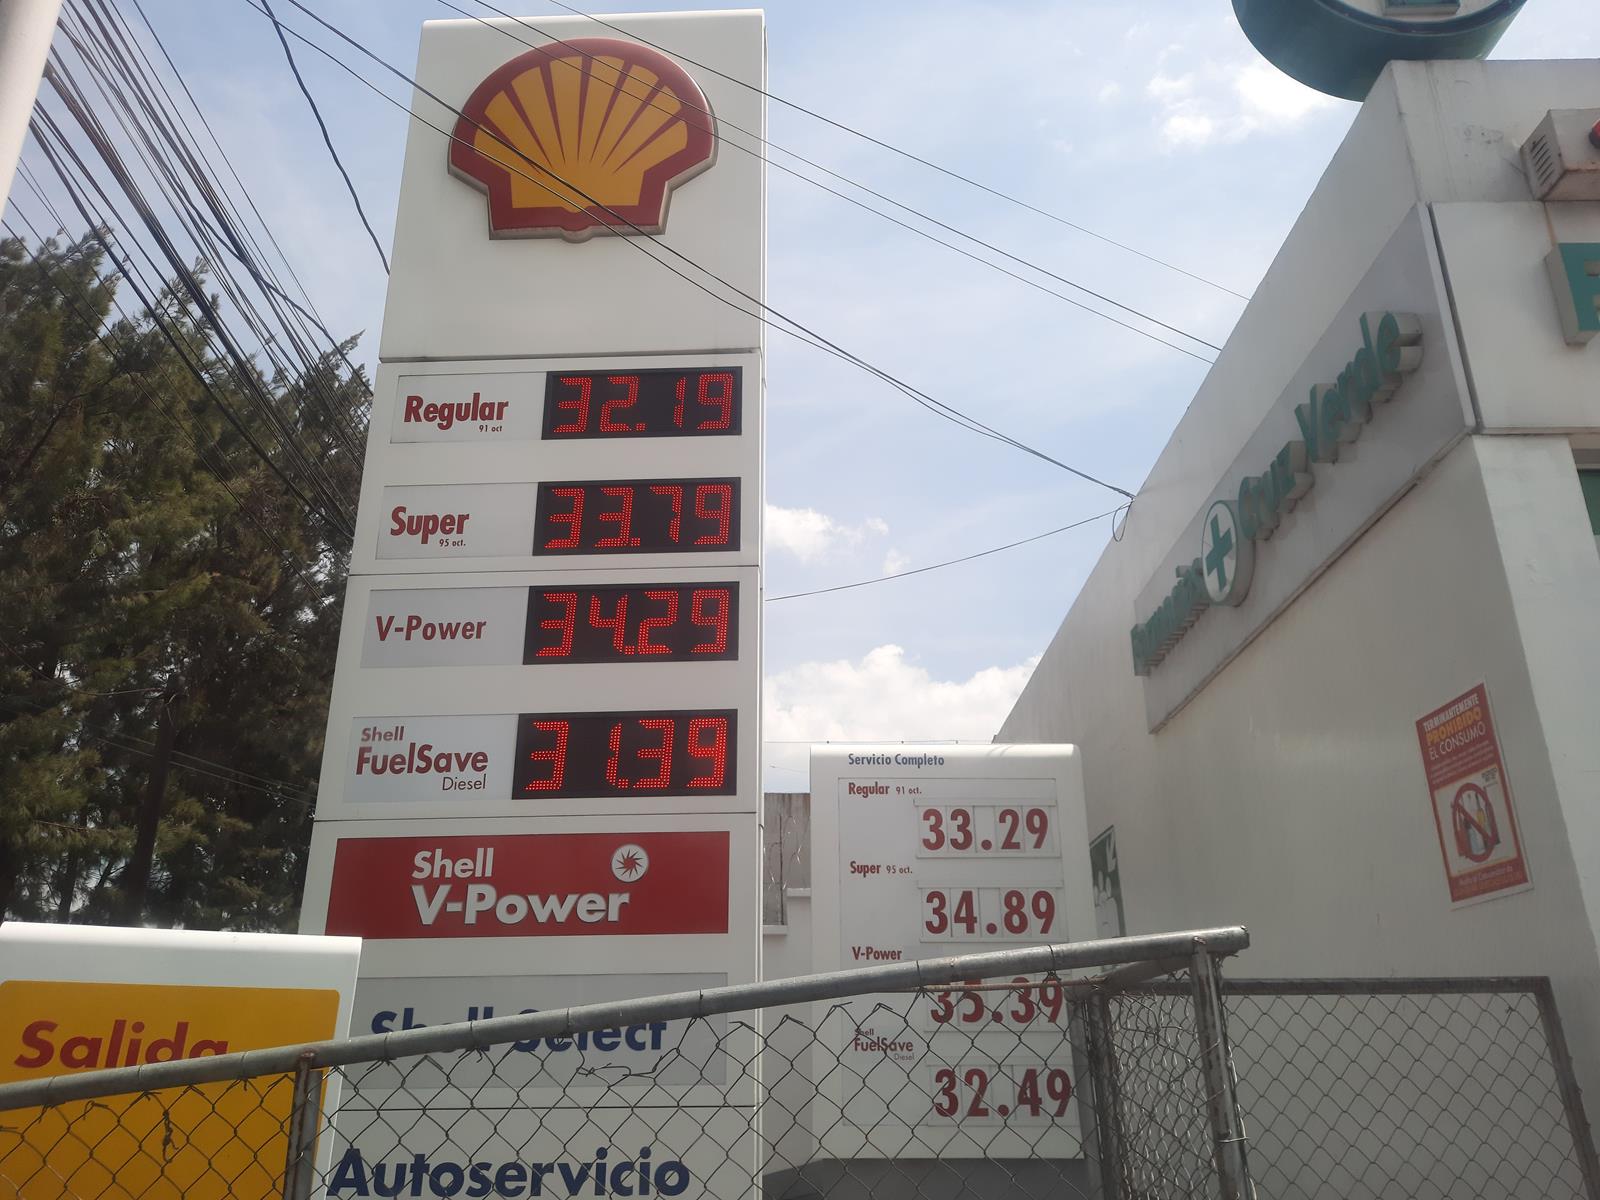 Regular
91 oct
32.19
Super
95 oct.
33.79
V-Power
34.29
Shell
FuelSave
Diesel
31.39
Shell
V-Power
Shell Select
Autoservicio
Salida
Servicio Completo
Regular 91 oct.
33.29
Super 95 oct.
34.89
V-Power
35.39
Shell
FuelSave
Diesel
32.49
Farmacias Cruz Verde
TERMINANTEMENTE
PROHIBIDO
EL CONSUMO